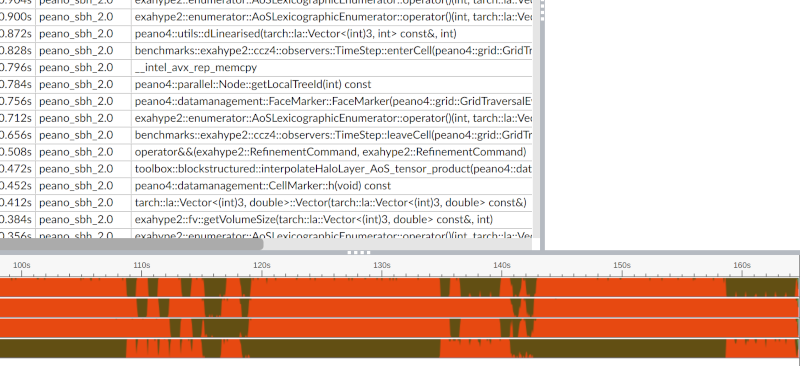 0.904s peano_sbh_2.0 exahype2::enumerator::AoSLexicographicEnumerator::operator()(int, tarch::la::Vec
0.900s peano_sbh_2.0 exahype2::enumerator::AoSLexicographicEnumerator::operator()(int, tarch::la::Ve
0.872s peano_sbh_2.0 peano4::utils::dLinearised(tarch::la::Vector<(int)3, int> const&, int)
0.828s peano_sbh_2.0 benchmarks::exahype2::ccz4::observers::TimeStep::enterCell(peano4::grid::GridTr
0.796s peano_sbh_2.0 __intel_avx_rep_memcpy
0.784s peano_sbh_2.0 peano4::parallel::Node::getLocalTreeId(int) const
0.756s peano_sbh_2.0 peano4::datamanagement::FaceMarker::FaceMarker(peano4::grid::GridTraversalE
0.712s peano_sbh_2.0 exahype2::enumerator::AoSLexicographicEnumerator::operator()(int, tarch::la::Ve
0.656s peano_sbh_2.0 benchmarks::exahype2::ccz4::observers::TimeStep::leaveCell(peano4::grid::GridTr
0.508s peano_sbh_2.0 operator&&(exahype2::RefinementCommand, exahype2::RefinementCommand)
0.472s peano_sbh_2.0 toolbox::blockstructured::interpolateHaloLayer_AoS_tensor_product(peano4::dat
0.452s peano_sbh_2.0 peano4::datamanagement::CellMarker::h(void) const
0.412s peano_sbh_2.0 tarch::la::Vector<(int)3, double>::Vector(tarch::la::Vector<(int)3, double> const&)
0.384s peano_sbh_2.0 exahype2::fv::getVolumeSize(tarch::la::Vector<(int)3, double> const&, int)
0.356s peano_sbh_2.0 exahype2::enumerator::AoSLexicographicEnumerator::operator()(int, tarch::la::Ve
100s 110s 120s 130s 140s 150s 160s